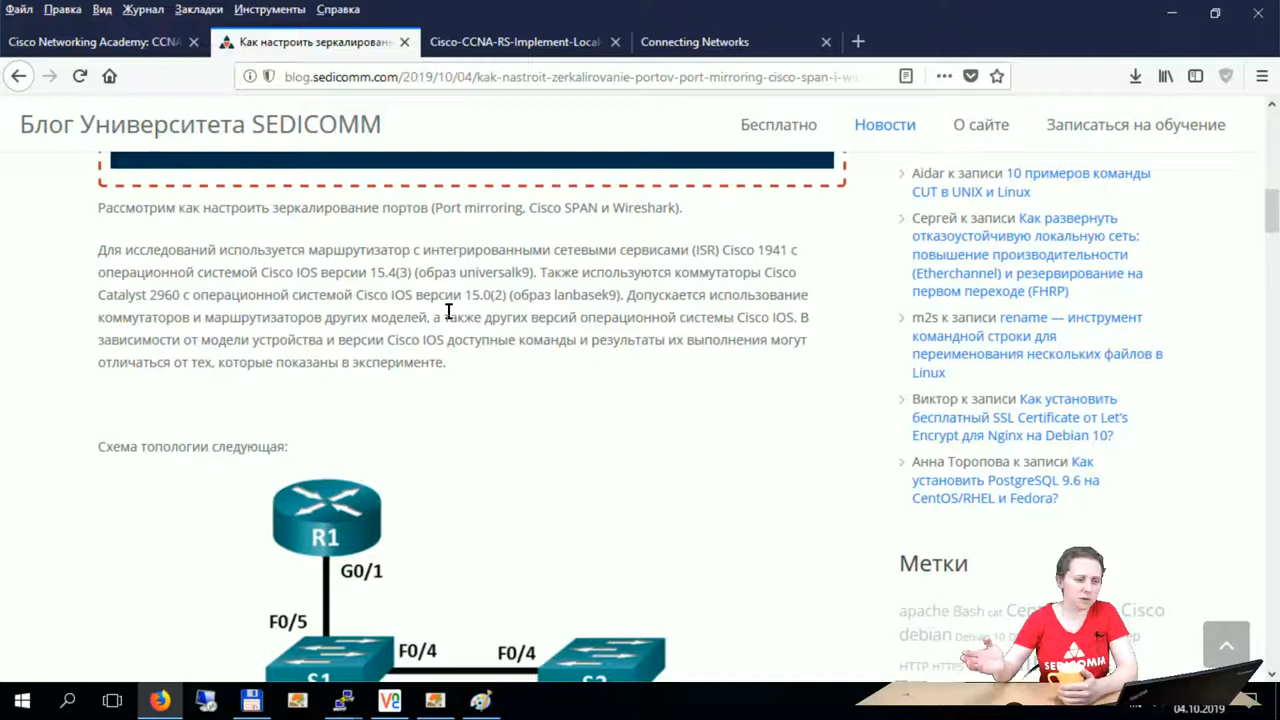 Файл Правка Вид Журнал Закладки Инструменты Справка
Cisco Networking Academy: CCNA
Как настроить зеркалирован
Cisco-CCNA-RS-Implement-Local-
Connecting Networks
blog.sedicomm.com/2019/10/04/kak-nastroit-zerkalirovanie-portov-port-mirroring-cisco-span-i-wi
Блог Университета SEDICOMM
Бесплатно Новости О сайте Записаться на обучение
Рассмотрим как настроить зеркалирование портов (Port mirroring, Cisco SPAN и Wireshark).
Для исследований используется маршрутизатор с интегрированными сетевыми сервисами (ISR) Cisco 1941 с
операционной системой Cisco IOS версии 15.4(3) (образ universalk9). Также используются коммутаторы Cisco
Catalyst 2960 с операционной системой Cisco IOS версии 15.0(2) (образ lanbasek9). Допускается использование
коммутаторов и маршрутизаторов других моделей, а также других версий операционной системы Cisco IOS. В
зависимости от модели устройства и версии Cisco IOS доступные команды и результаты их выполнения могут
отличаться от тех, которые показаны в эксперименте.
Схема топологии следующая:
R1
G0/1
F0/5
F0/4
F0/4
S1
S2
Aidar к записи 10 примеров команды
CUT в UNIX и Linux
Сергей к записи Как развернуть
отказоустойчивую локальную сеть:
повышение производительности
(Etherchannel) и резервирование на
первом переходе (FHRP)
m2s к записи rename — инструмент
командной строки для
переименования нескольких файлов в
Linux
Виктор к записи Как установить
бесплатный SSL Certificate от Let's
Encrypt для Nginx на Debian 10?
Анна Торопова к записи Как
установить PostgreSQL 9.6 на
CentOS/RHEL и Fedora?
Метки
apache Bash cat Cisco
debian Debian 10
HTTP HTTPS
SEDICOMM
04.10.2019